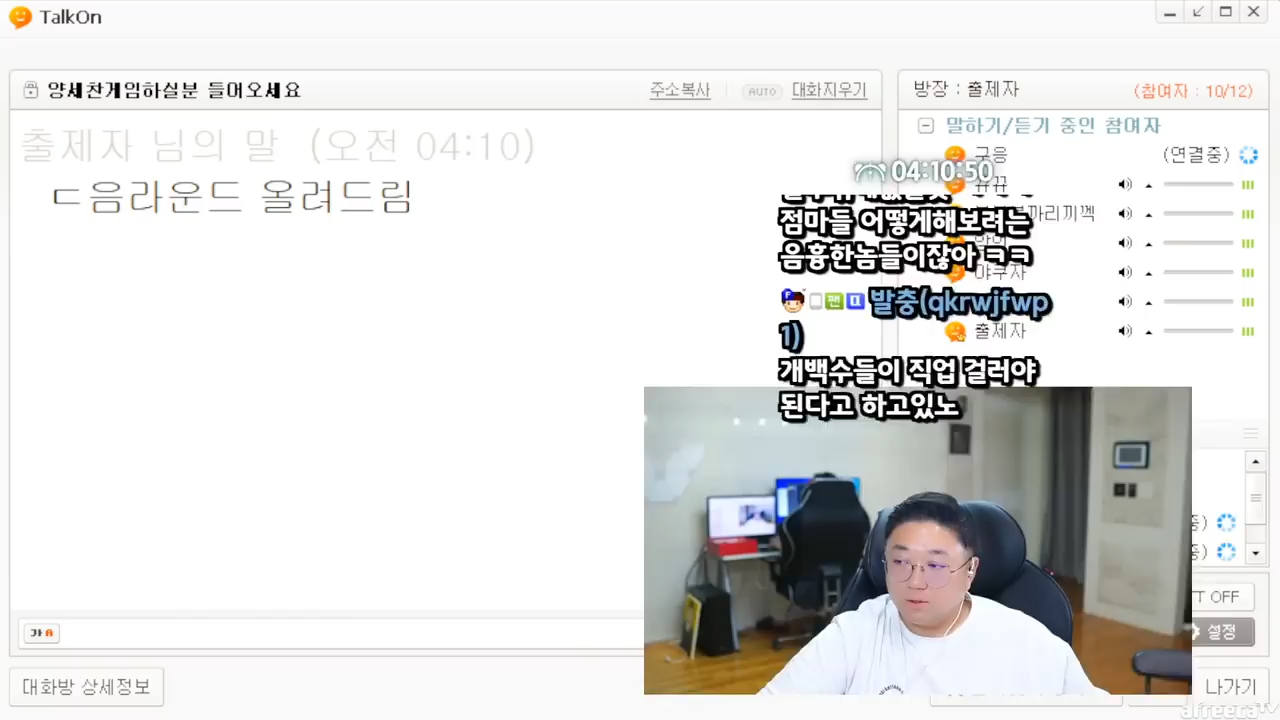 TalkOn
양세찬게임하실분 들어오세요
주소복사
AUTO
대화지우기
방장 : 출제자
(참여자 : 10/12)
출제자 님의 말 (오전 04:10)
ㄷ음라운드 올려드림
말하기/듣기 중인 참여자
구응
(연결중)
04:10:50
뀨뀨
점마들 어떻게해보려는
음흉한놈들이잖아 ㅋㅋ
야쿠자
F
팬
발충(qkrwjfwp
1)
출제자
개백수들이 직업 걸러야
된다고 하고있노
OFF
가A
설정
대화방 상세정보
나가기
afreecaTV